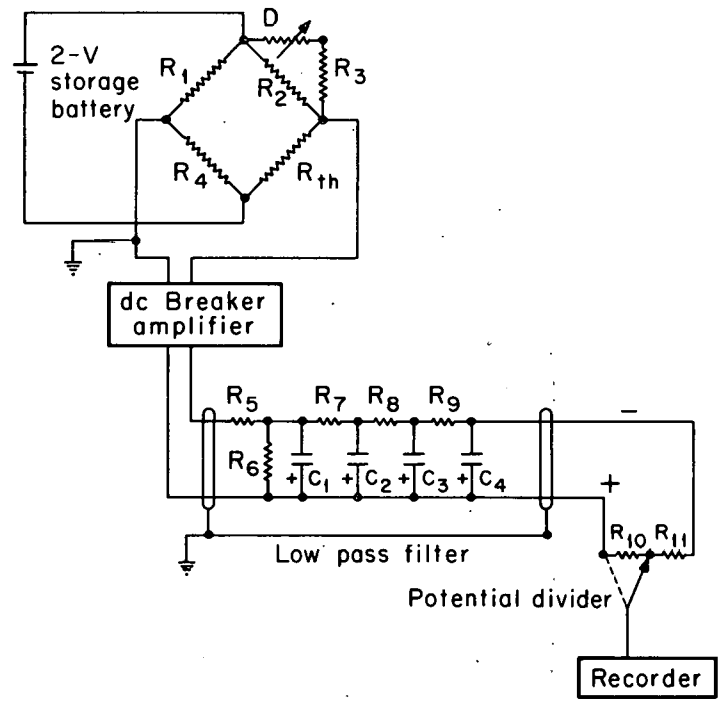 D
2-V
storage
battery
R1
R2
R3
R4
Rth
dc Breaker
amplifier
R5
R7
R8
R9
−
R6
+ C1
+ C2
+ C3
+ C4
+
R10
R11
Low pass filter
Potential divider
Recorder